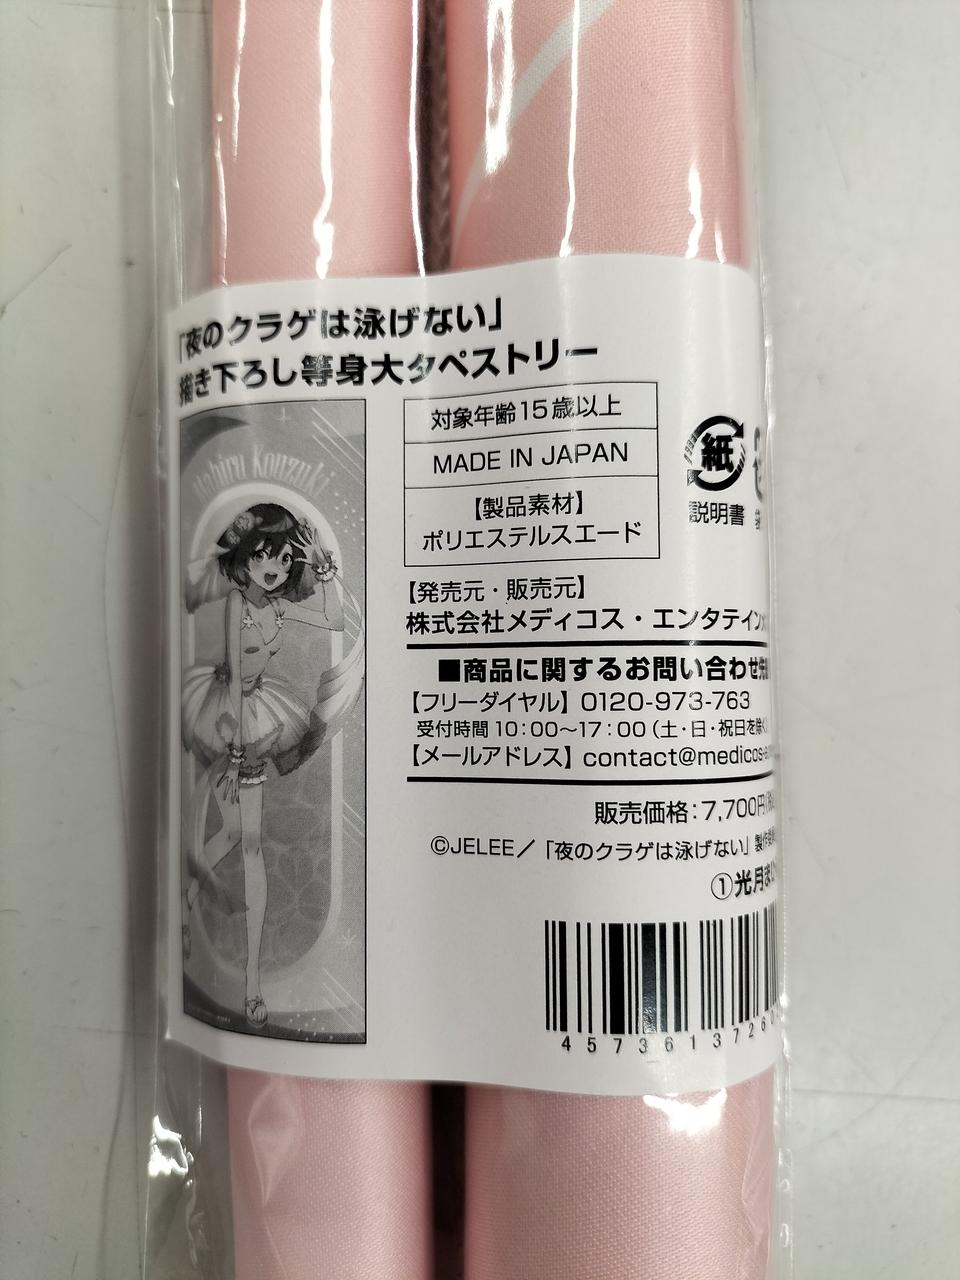 「夜のクラゲは泳げない」
描き下ろし等身大タペストリー
Mahiru Kouzuki
対象年齢15歳以上
MADE IN JAPAN
【製品素材】
ポリエステルスエード
紙
説明書
【発売元・販売元】
株式会社メディコス・エンタテイン
■商品に関するお問い合わせ先
【フリーダイヤル】0120-973-763
受付時間 10:00〜17:00（土・日・祝日を除く
【メールアドレス】contact@medicos-
販売価格：7,700円
©JELEE／「夜のクラゲは泳げない」製作
①光月ま
4573613726